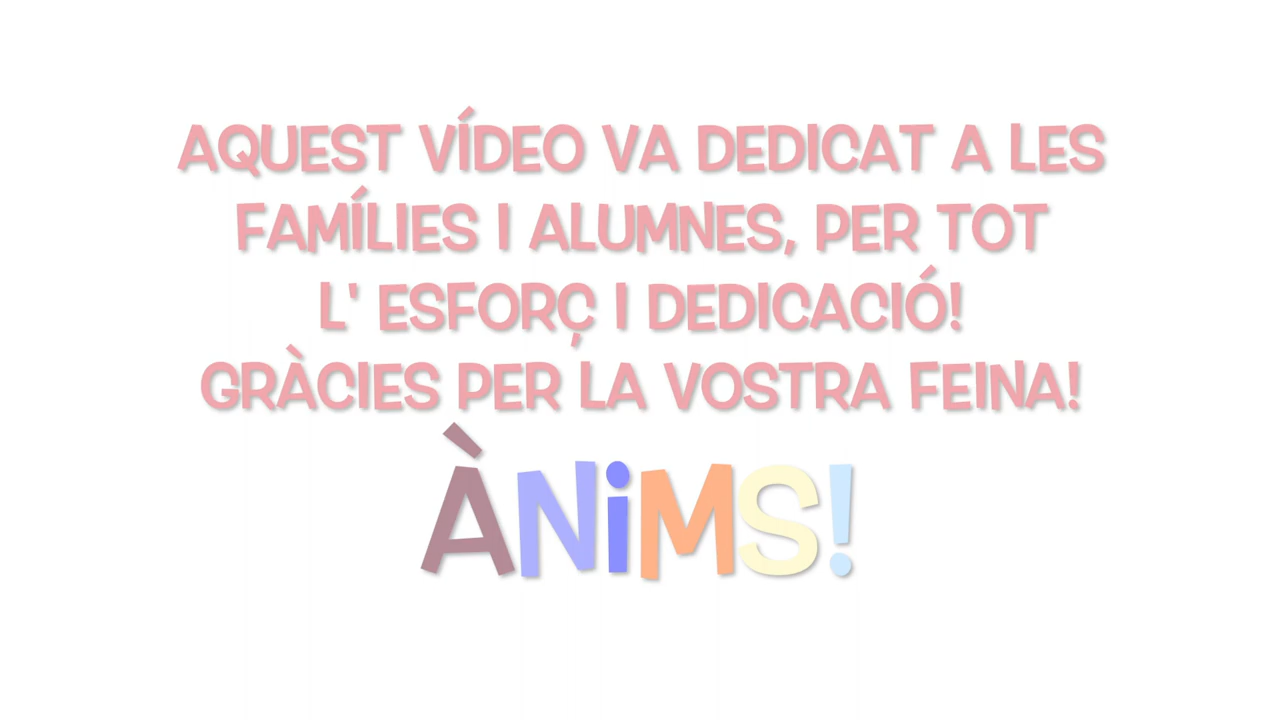 AQUEST VÍDEO VA DEDICAT A LES
FAMÍLIES I ALUMNES, PER TOT
L' ESFORÇ I DEDICACIÓ!
GRÀCIES PER LA VOSTRA FEINA!
ÀNiMS!